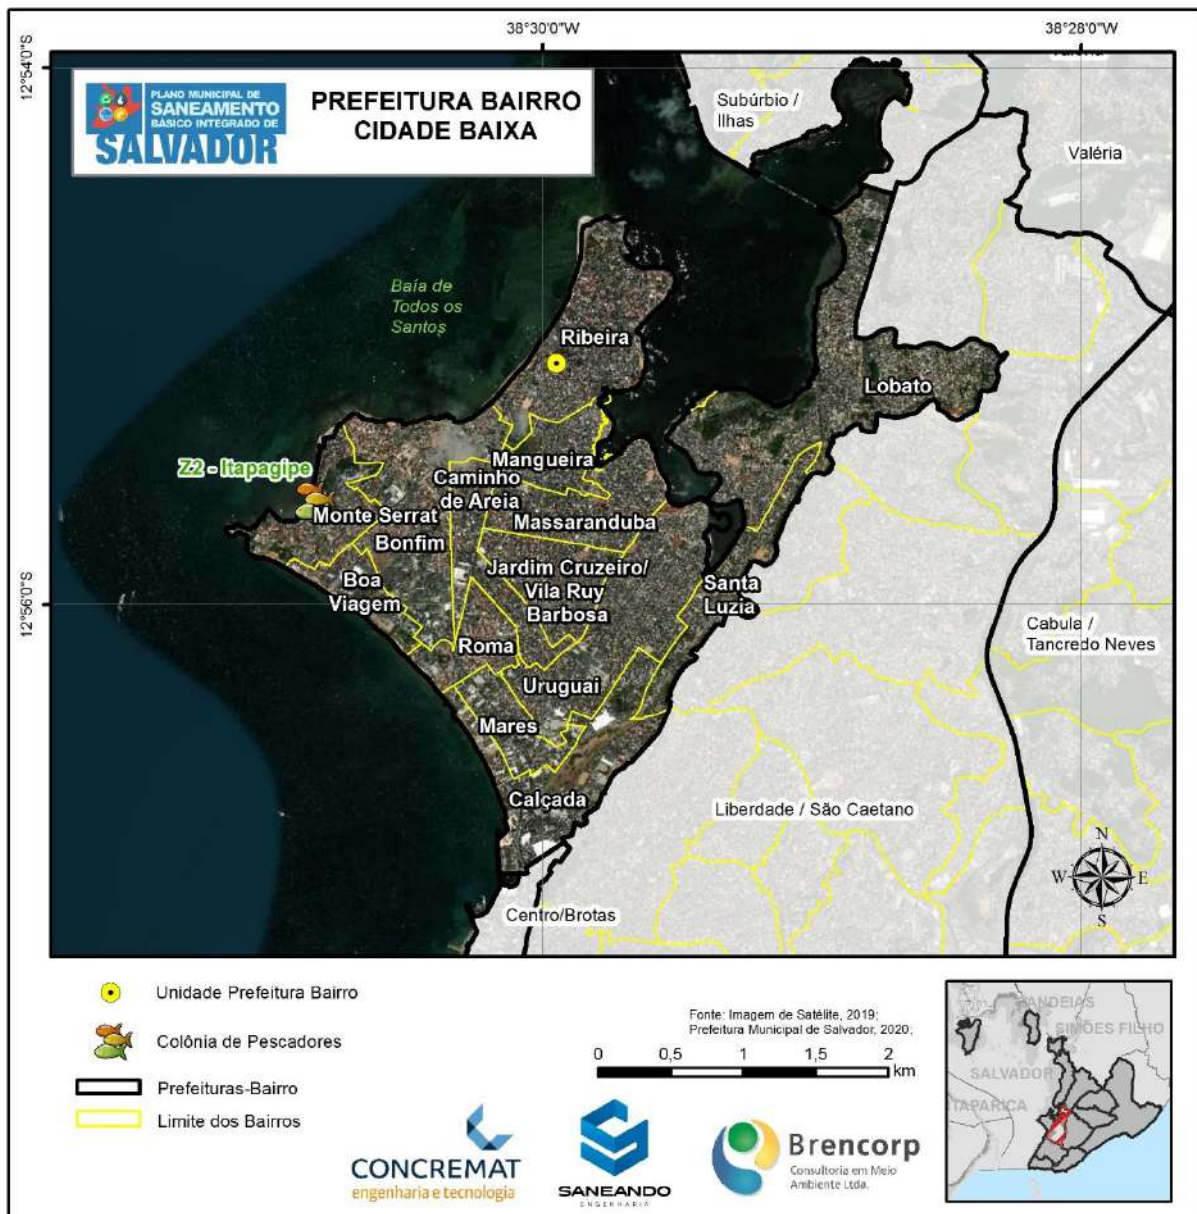 38°30'0"W
38°28'0"W
12°54'0"S
12°56'0"S
PLANO MUNICIPAL DE
SANEAMENTO
BÁSICO INTEGRADO DE
SALVADOR
PREFEITURA BAIRRO
CIDADE BAIXA
Subúrbio /
Ilhas
Valéria
Valéria
Baía de
Todos os
Santos
Ribeira
Lobato
Z2 - Itapagipe
Mangueira
Caminho
de Areia
Monte Serrat
Massaranduba
Bonfim
Jardim Cruzeiro/
Vila Ruy
Barbosa
Boa
Viagem
Santa
Luzia
Roma
Cabula /
Tancredo Neves
Uruguai
Mares
Calçada
Liberdade / São Caetano
Centro/Brotas
N
W
E
S
Unidade Prefeitura Bairro
Colônia de Pescadores
Prefeituras-Bairro
Limite dos Bairros
Fonte: Imagem de Satélite, 2019;
Prefeitura Municipal de Salvador, 2020;
0 0,5 1 1,5 2
km
CONCREMAT
engenharia e tecnologia
SANEANDO
ENGENHARIA
Brencorp
Consultoria em Meio
Ambiente Ltda.
SIMÕES FILHO
SALVADOR